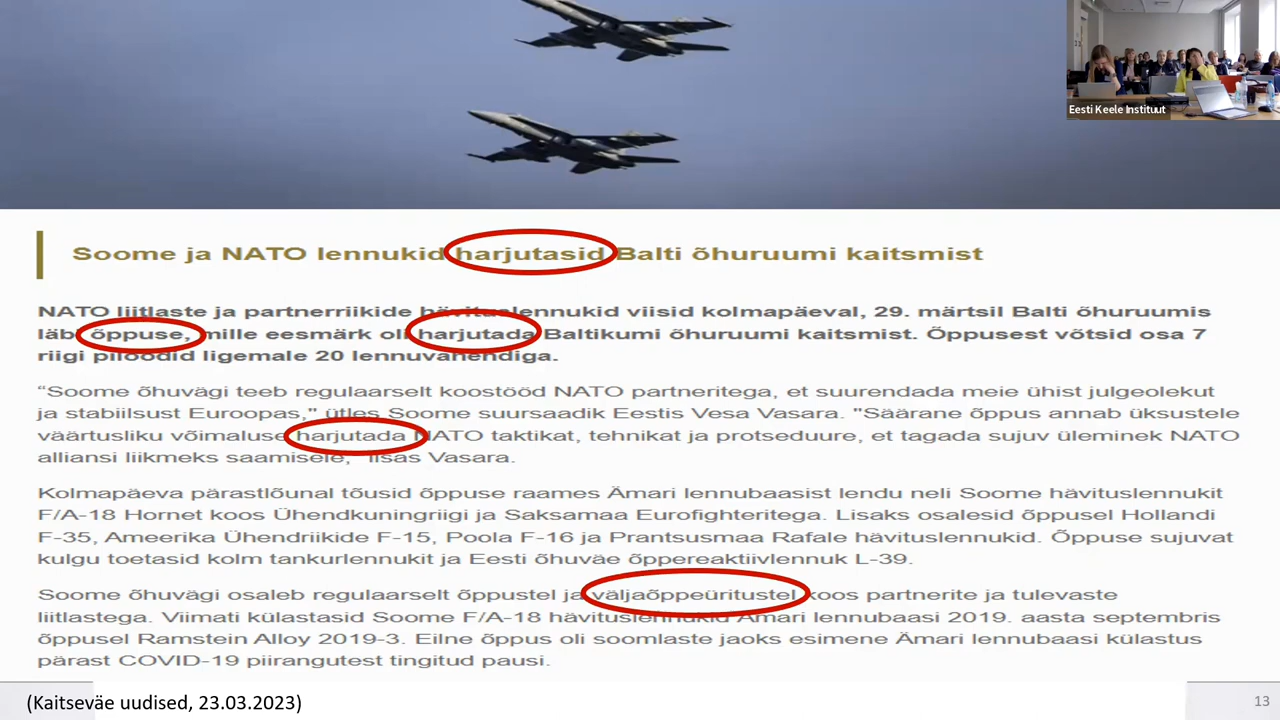 Eesti Keele Instituut
Soome ja NATO lennukid harjutasid Balti õhuruumi kaitsmist
NATO liitlaste ja partnerriikide hävituslennukid viisid kolmapäeval, 29. märtsil Balti õhuruumis
läbi õppuse, mille eesmärk oli harjutada Baltikumi õhuruumi kaitsmist. Õppusest võtsid osa 7
riigi piloodid ligemale 20 lennuvahendiga.
“Soome õhuvägi teeb regulaarselt koostööd NATO partneritega, et suurendada meie ühist julgeolekut
ja stabiilsust Euroopas," ütles Soome suursaadik Eestis Vesa Vasara. "Säärane õppus annab üksustele
väärtusliku võimaluse harjutada NATO taktikat, tehnikat ja protseduure, et tagada sujuv üleminek NATO
alliansi liikmeks saamisele," lisas Vasara.
Kolmapäeva pärastlõunal tõusid õppuse raames Ämari lennubaasist lendu neli Soome hävituslennukit
F/A-18 Hornet koos Ühendkuningriigi ja Saksamaa Eurofighteritega. Lisaks osalesid õppusel Hollandi
F-35, Ameerika Ühendriikide F-15, Poola F-16 ja Prantsusmaa Rafale hävituslennukid. Õppuse sujuvat
kulgu toetasid kolm tankurlennukit ja Eesti õhuväe õppereaktiivlennuk L-39.
Soome õhuvägi osaleb regulaarselt õppustel ja väljaõppeüritustel koos partnerite ja tulevaste
liitlastega. Viimati külastasid Soome F/A-18 hävituslennukid Ämari lennubaasi 2019. aasta septembris
õppusel Ramstein Alloy 2019-3. Eilne õppus oli soomlaste jaoks esimene Ämari lennubaasi külastus
pärast COVID-19 piirangutest tingitud pausi.
(Kaitseväe uudised, 23.03.2023)
13